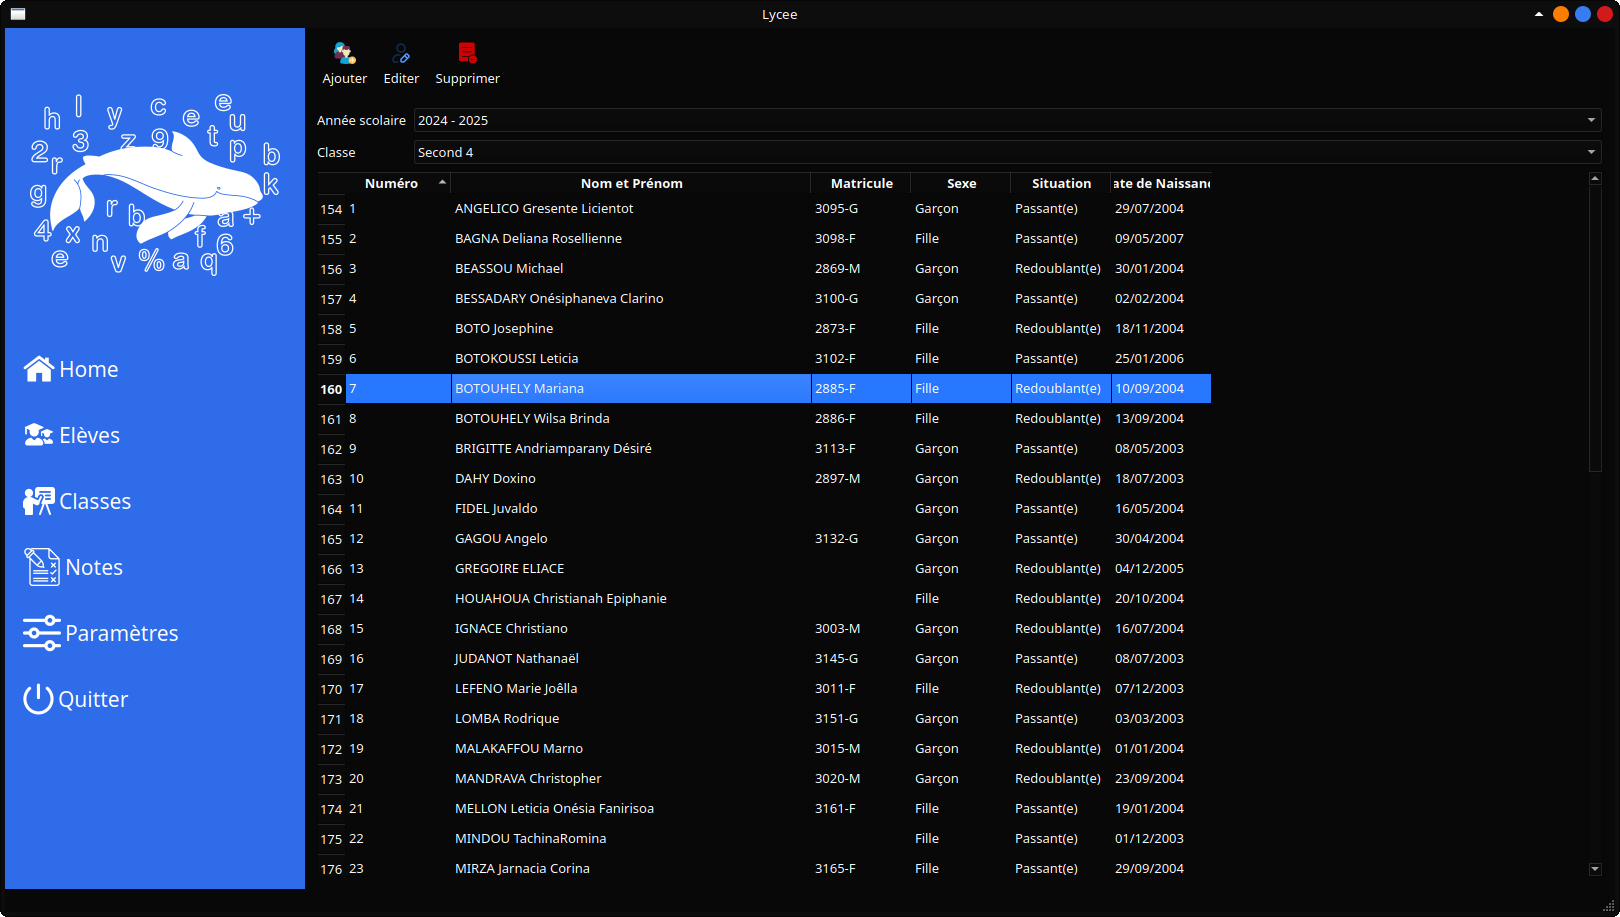 Lycee
Ajouter Editer Supprimer
h l y c e e u
2 r 3 z 9 t p b
g k
4 x r b a +
e n v % a q f 6
Année scolaire 2024 - 2025
Classe Second 4
Home
Elèves
Classes
Notes
Paramètres
Quitter
Numéro Nom et Prénom Matricule Sexe Situation ate de Naissan
154 1 ANGELICO Gresente Licientot 3095-G Garçon Passant(e) 29/07/2004
155 2 BAGNA Deliana Rosellienne 3098-F Fille Passant(e) 09/05/2007
156 3 BEASSOU Michael 2869-M Garçon Redoublant(e) 30/01/2004
157 4 BESSADARY Onésiphaneva Clarino 3100-G Garçon Passant(e) 02/02/2004
158 5 BOTO Josephine 2873-F Fille Redoublant(e) 18/11/2004
159 6 BOTOKOUSSI Leticia 3102-F Fille Passant(e) 25/01/2006
160 7 BOTOUHELY Mariana 2885-F Fille Redoublant(e) 10/09/2004
161 8 BOTOUHELY Wilsa Brinda 2886-F Fille Redoublant(e) 13/09/2004
162 9 BRIGITTE Andriamparany Désiré 3113-F Garçon Passant(e) 08/05/2003
163 10 DAHY Doxino 2897-M Garçon Redoublant(e) 18/07/2003
164 11 FIDEL Juvaldo Garçon Passant(e) 16/05/2004
165 12 GAGOU Angelo 3132-G Garçon Passant(e) 30/04/2004
166 13 GREGOIRE ELIACE Garçon Redoublant(e) 04/12/2005
167 14 HOUAHOUA Christianah Epiphanie Fille Redoublant(e) 20/10/2004
168 15 IGNACE Christiano 3003-M Garçon Redoublant(e) 16/07/2004
169 16 JUDANOT Nathanaël 3145-G Garçon Passant(e) 08/07/2003
170 17 LEFENO Marie Joêlla 3011-F Fille Redoublant(e) 07/12/2003
171 18 LOMBA Rodrique 3151-G Garçon Passant(e) 03/03/2003
172 19 MALAKAFFOU Marno 3015-M Garçon Redoublant(e) 01/01/2004
173 20 MANDRAVA Christopher 3020-M Garçon Redoublant(e) 23/09/2004
174 21 MELLON Leticia Onésia Fanirisoa 3161-F Fille Passant(e) 19/01/2004
175 22 MINDOU TachinaRomina Fille Passant(e) 01/12/2003
176 23 MIRZA Jarnacia Corina 3165-F Fille Passant(e) 29/09/2004